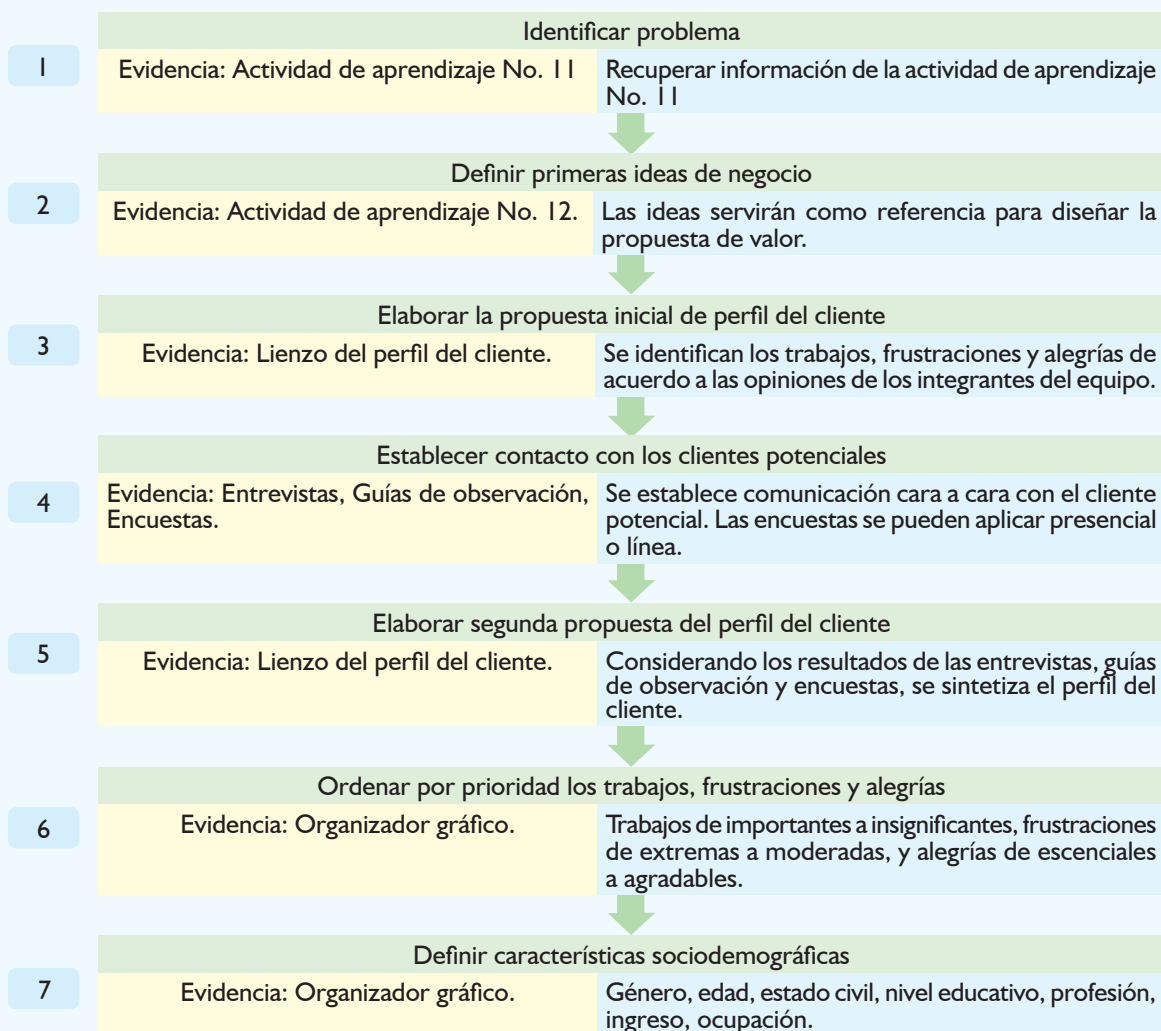 Identificar problema
1
Evidencia: Actividad de aprendizaje No. 11
Recuperar información de la actividad de aprendizaje
No. 11
Definir primeras ideas de negocio
2
Evidencia: Actividad de aprendizaje No. 12.
Las ideas servirán como referencia para diseñar la
propuesta de valor.
Elaborar la propuesta inicial de perfil del cliente
3
Evidencia: Lienzo del perfil del cliente.
Se identifican los trabajos, frustraciones y alegrías de
acuerdo a las opiniones de los integrantes del equipo.
Establecer contacto con los clientes potenciales
4
Evidencia: Entrevistas, Guías de observación,
Encuestas.
Se establece comunicación cara a cara con el cliente
potencial. Las encuestas se pueden aplicar presencial
o línea.
Elaborar segunda propuesta del perfil del cliente
5
Evidencia: Lienzo del perfil del cliente.
Considerando los resultados de las entrevistas, guías
de observación y encuestas, se sintetiza el perfil del
cliente.
Ordenar por prioridad los trabajos, frustraciones y alegrías
6
Evidencia: Organizador gráfico.
Trabajos de importantes a insignificantes, frustraciones
de extremas a moderadas, y alegrías de escenciales
a agradables.
Definir características sociodemográficas
7
Evidencia: Organizador gráfico.
Género, edad, estado civil, nivel educativo, profesión,
ingreso, ocupación.